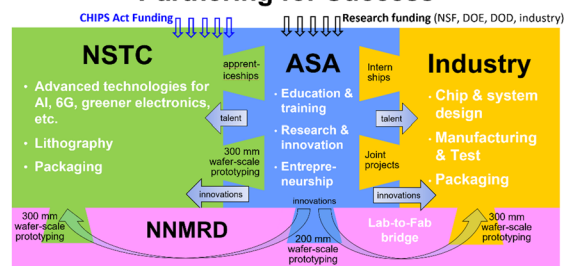 Partnering for Success
CHIPS Act Funding
Research funding (NSF, DOE, DOD, industry)
NSTC
• Advanced technologies for
AI, 6G, greener electronics,
etc.
• Lithography
• Packaging
apprent-
iceships
talent
300 mm
wafer-scale
prototyping
innovations
ASA
• Education &
training
• Research &
innovation
• Entrepre-
neurship
innovations
Intern
ships
talent
Joint
projects
innovations
Industry
• Chip & system
design
• Manufacturing
& Test
• Packaging
300 mm
wafer-scale
prototyping
NNMRD
200 mm
wafer-scale
prototyping
Lab-to-Fab
bridge
300 mm
wafer-scale
prototyping